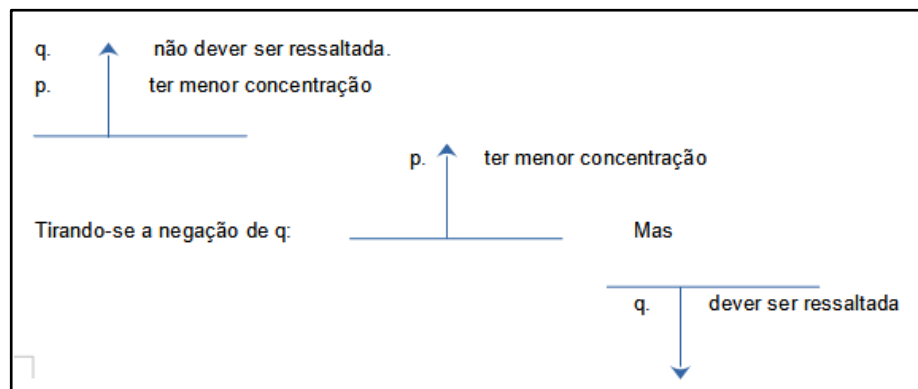 q. não dever ser ressaltada.
p. ter menor concentração
p. ter menor concentração
Tirando-se a negação de q: Mas
q. dever ser ressaltada